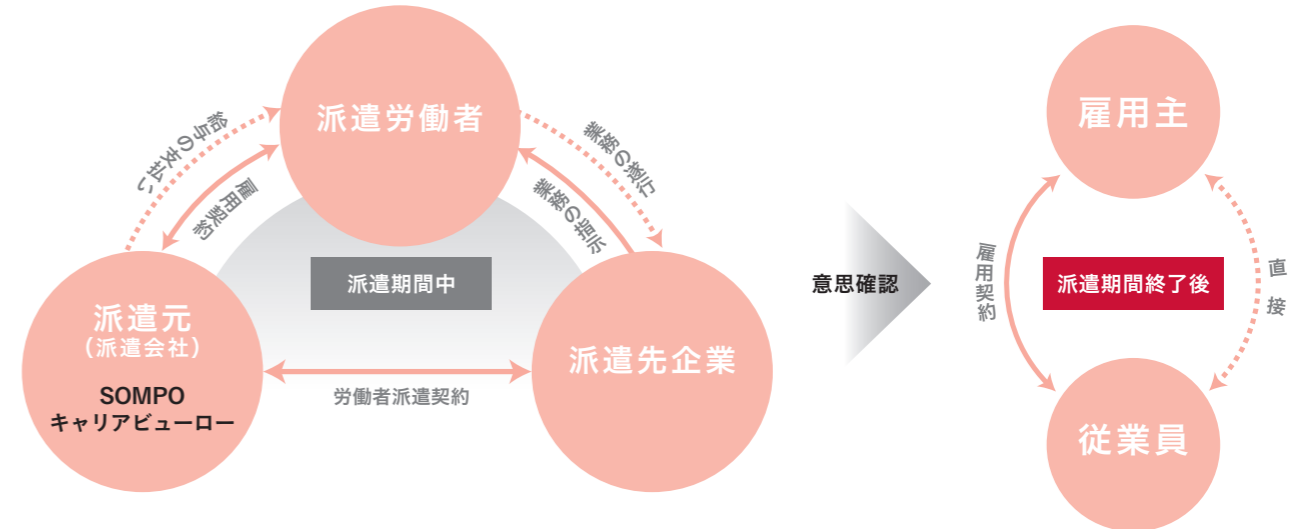 派遣労働者
給与の支払い
雇用契約
業務の遂行
業務の指示
派遣期間中
派遣元
(派遣会社)
SOMPO
キャリアビューロー
派遣先企業
労働者派遣契約
意思確認
雇用主
雇用契約
派遣期間終了後
直接
従業員